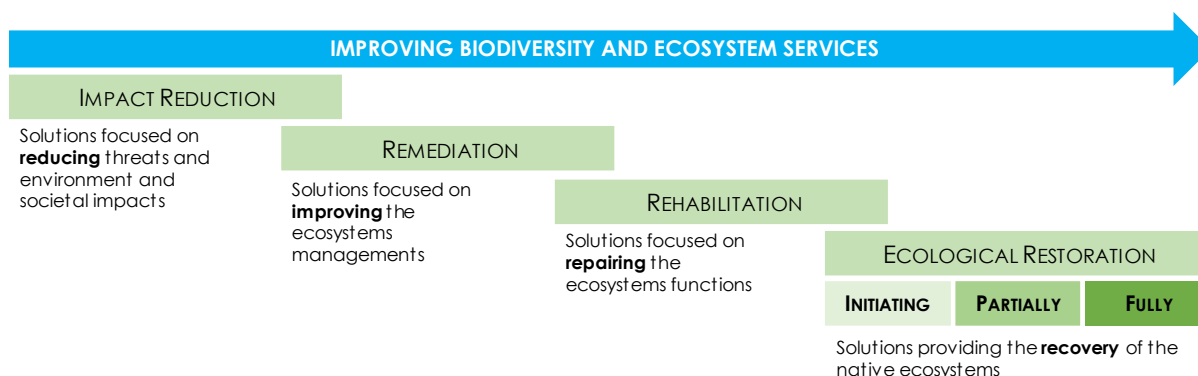 IMPROVING BIODIVERSITY AND ECOSYSTEM SERVICES
IMPACT REDUCTION
Solutions focused on
reducing threats and
environment and
societal impacts
REMEDIATION
Solutions focused on
improving the
ecosystems
managements
REHABILITATION
Solutions focused on
repairing the
ecosystems functions
ECOLOGICAL RESTORATION
INITIATING
PARTIALLY
FULLY
Solutions providing the recovery of the
native ecosystems